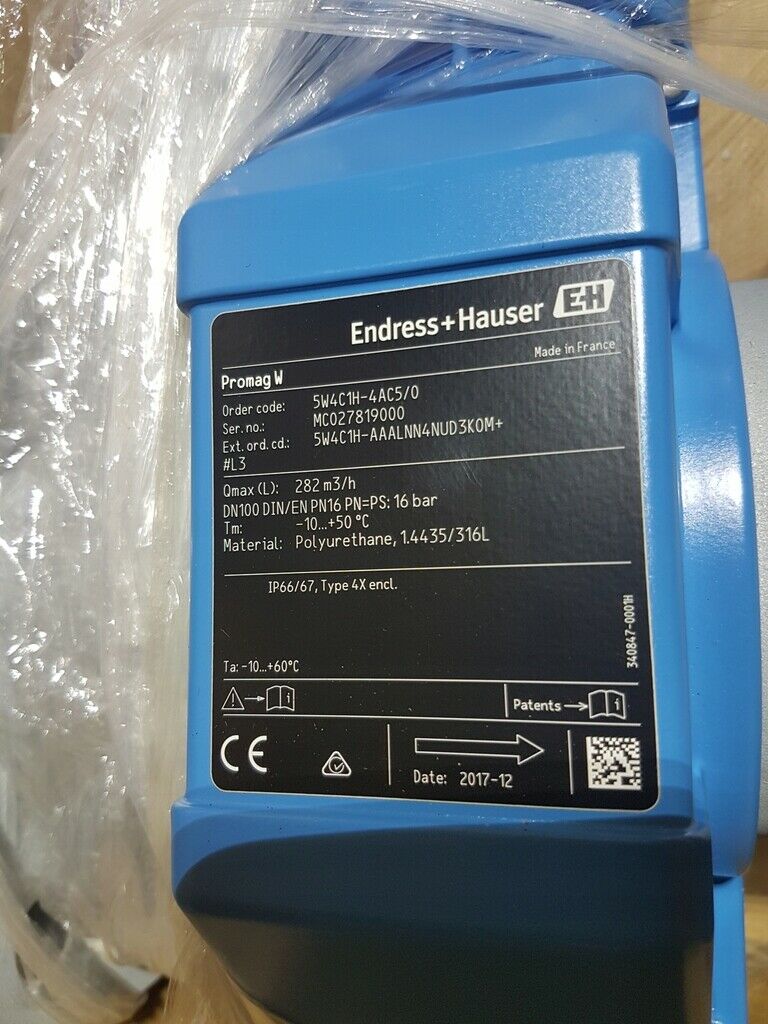 Endress+Hauser EH
Made in France
Promag W
Order code: 5W4C1H-4AC5/0
Ser. no.: MC027819000
Ext. ord. cd.: 5W4C1H-AAALNN4NUD3K0M+
#L3
Qmax (L): 282 m3/h
DN100 DIN/EN PN16 PN=PS: 16 bar
Tm: -10...+50 °C
Material: Polyurethane, 1.4435/316L
IP66/67, Type 4X encl.
340847-0001H
Ta: -10...+60°C
i
Patents → i
CE
Date: 2017-12